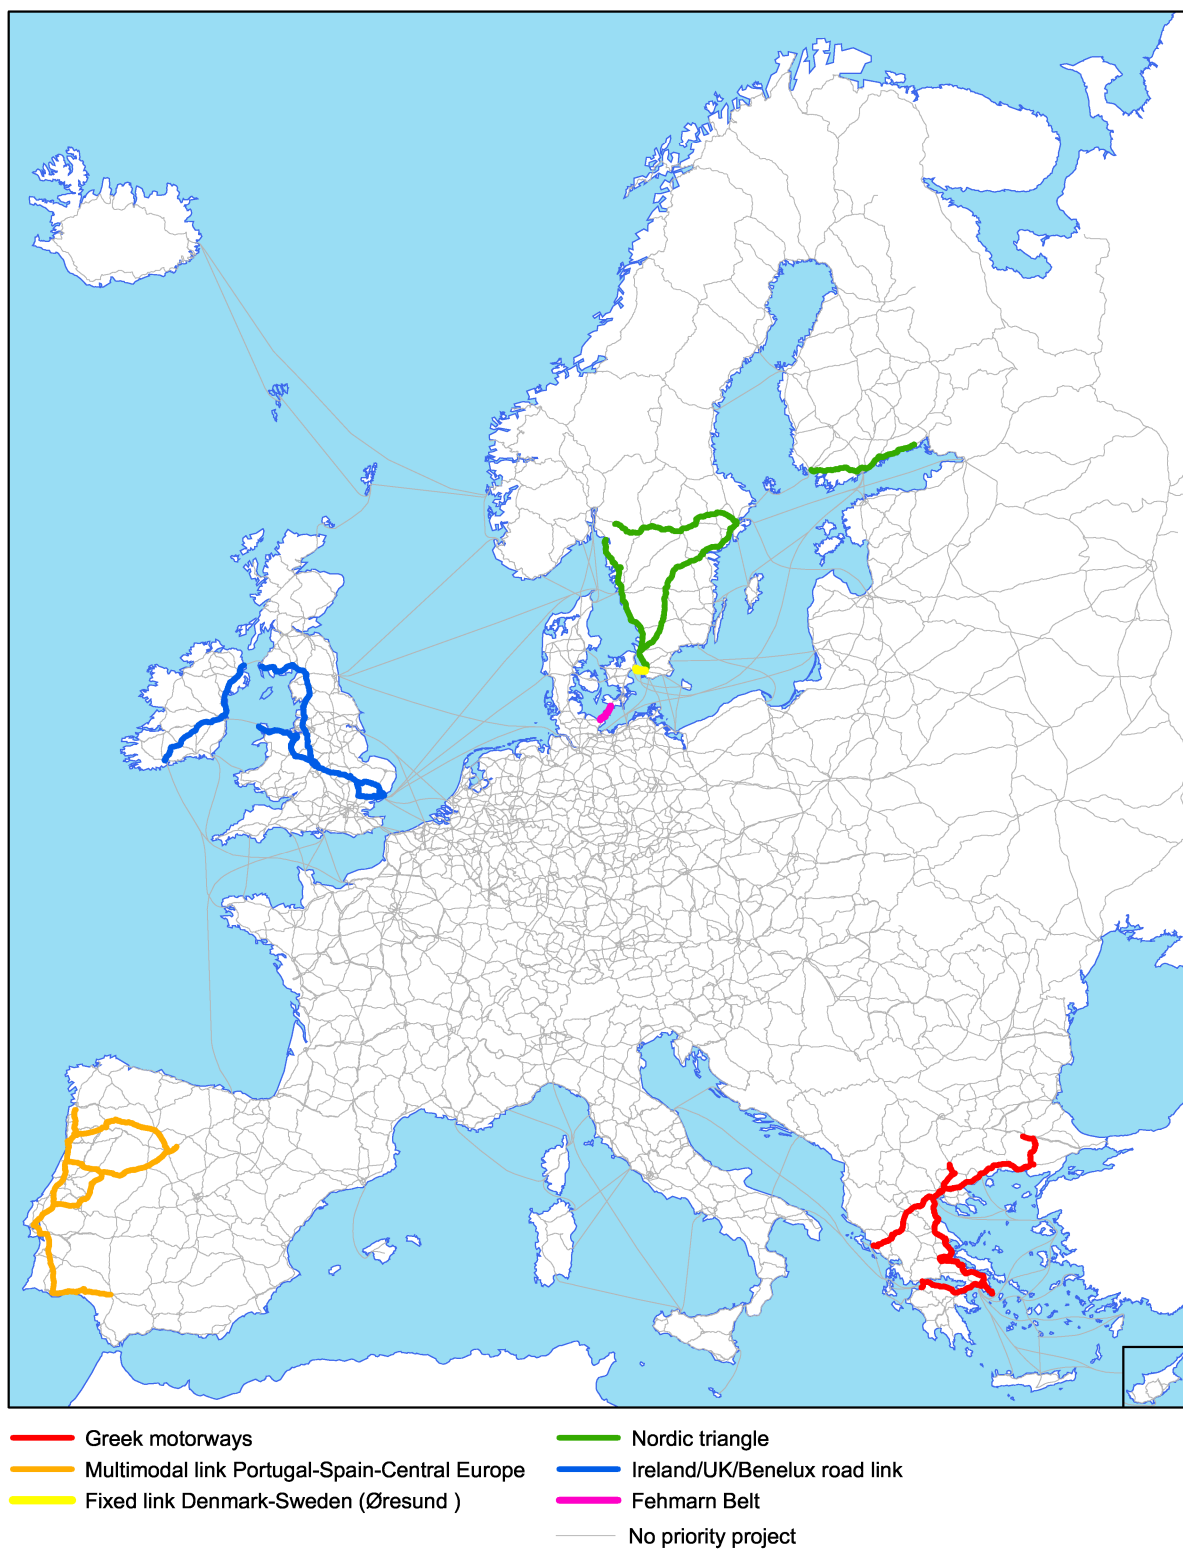 Greek motorways
Multimodal link Portugal-Spain-Central Europe
Fixed link Denmark-Sweden (Øresund )
Nordic triangle
Ireland/UK/Benelux road link
Fehmarn Belt
No priority project